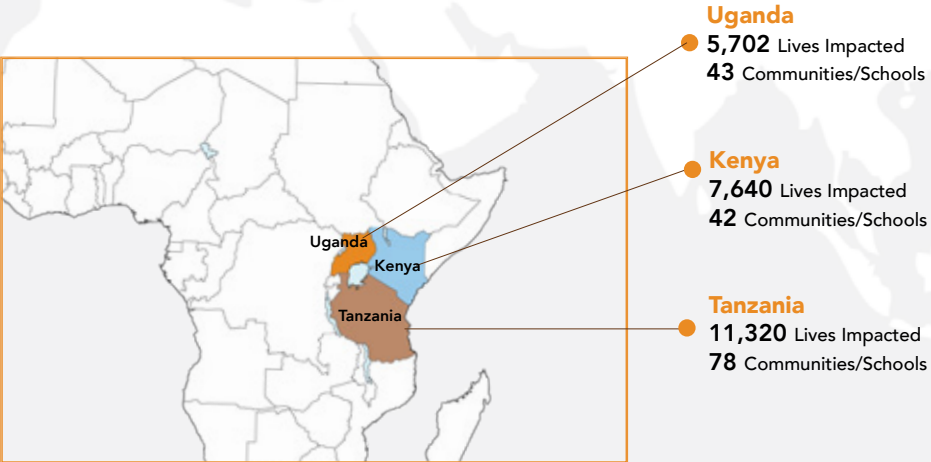 Uganda
5,702 Lives Impacted
43 Communities/Schools
Kenya
7,640 Lives Impacted
42 Communities/Schools
Tanzania
11,320 Lives Impacted
78 Communities/Schools
Uganda
Kenya
Tanzania